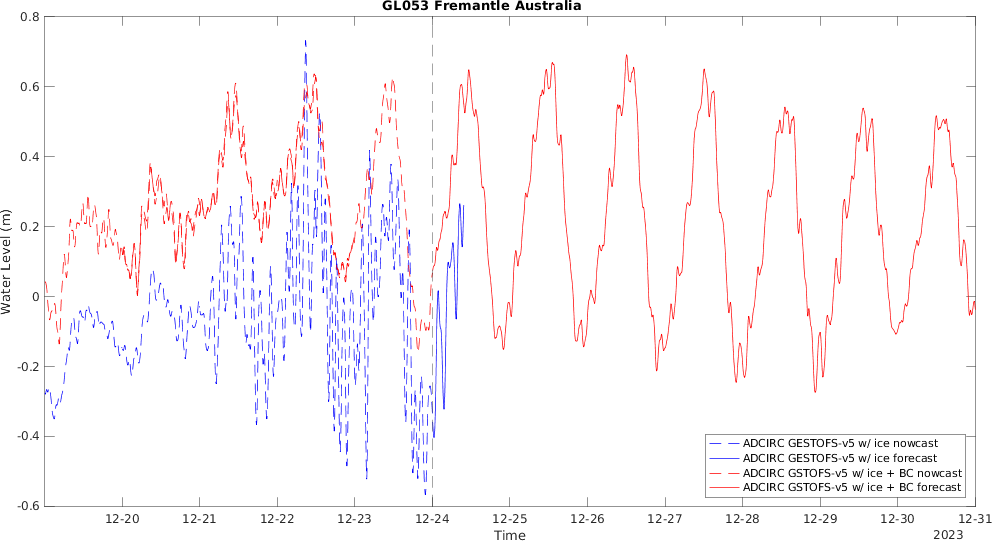 GL053 Fremantle Australia
0.8
0.6
0.4
0.2
0
-0.2
-0.4
-0.6
Water Level (m)
ADCIRC GESTOFS-v5 w/ ice nowcast
ADCIRC GESTOFS-v5 w/ ice forecast
ADCIRC GSTOFS-v5 w/ ice + BC nowcast
ADCIRC GSTOFS-v5 w/ ice + BC forecast
12-20 12-21 12-22 12-23 12-24 12-25 12-26 12-27 12-28 12-29 12-30 12-31
Time
2023